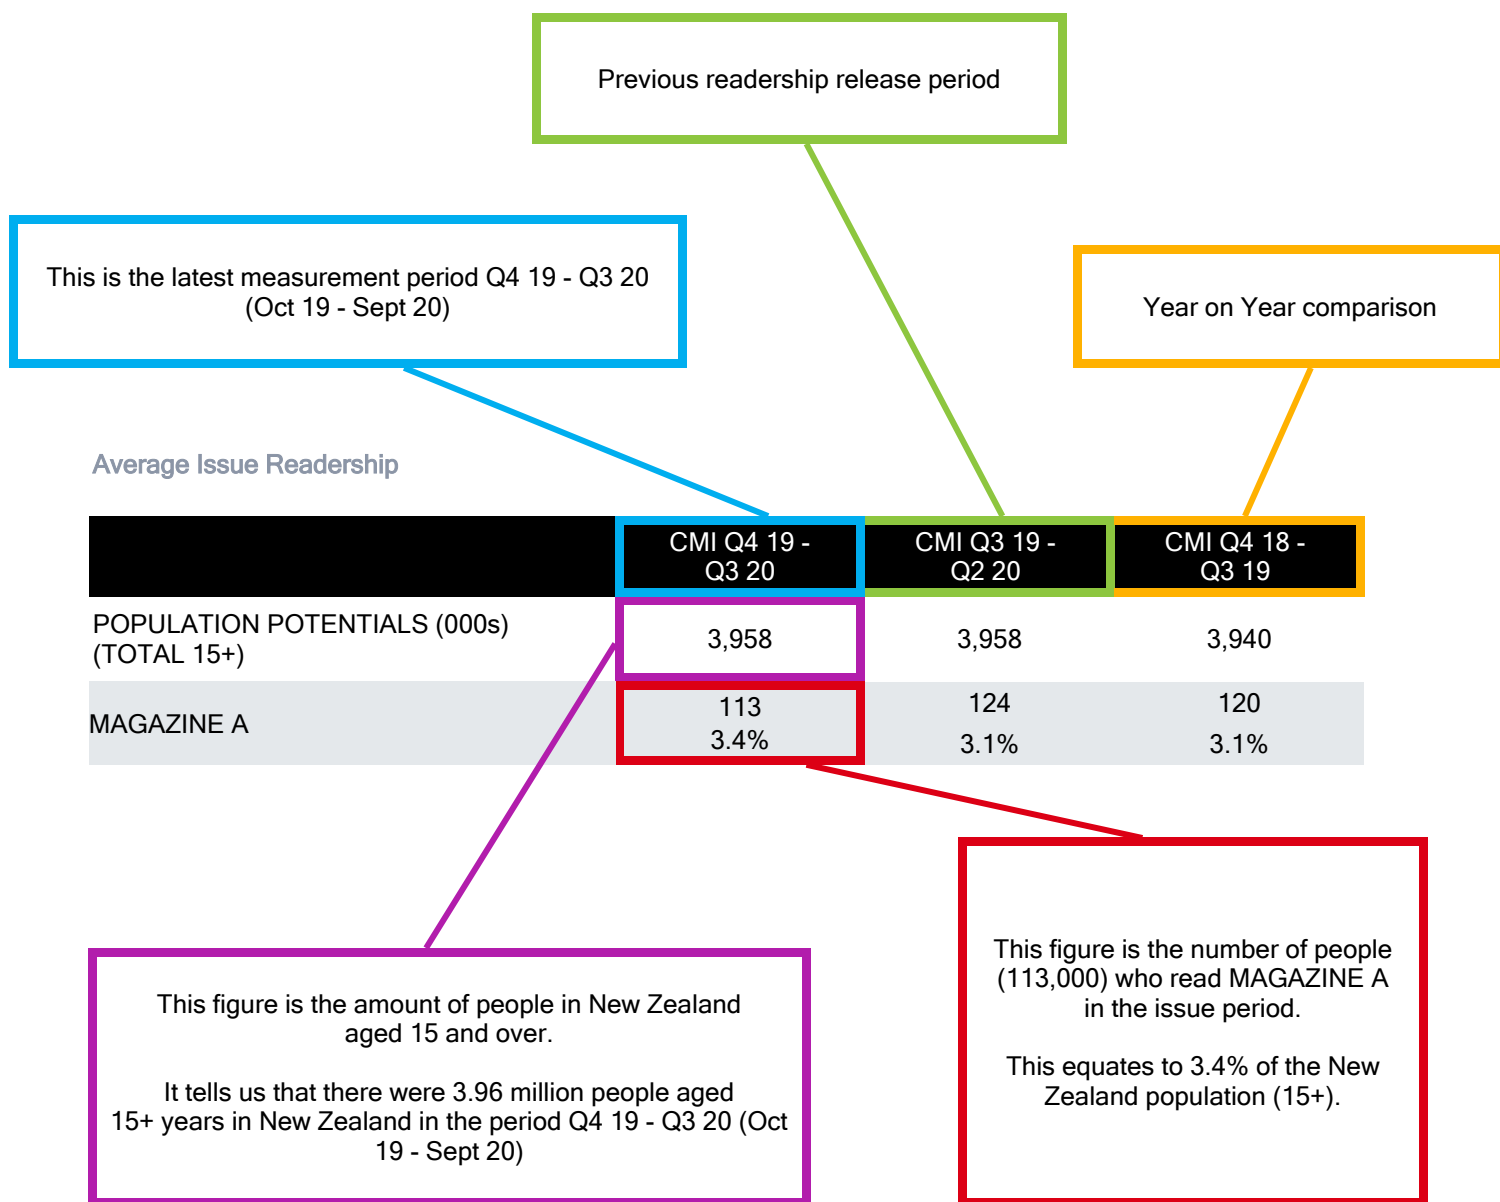 Previous readership release period
This is the latest measurement period Q4 19 - Q3 20
(Oct 19 - Sept 20)
Year on Year comparison
Average Issue Readership
CMI Q4 19 -
Q3 20
CMI Q3 19 -
Q2 20
CMI Q4 18 -
Q3 19
POPULATION POTENTIALS (000s)
(TOTAL 15+)
3,958
3,958
3,940
MAGAZINE A
113
3.4%
124
3.1%
120
3.1%
This figure is the amount of people in New Zealand
aged 15 and over.
It tells us that there were 3.96 million people aged
15+ years in New Zealand in the period Q4 19 - Q3 20 (Oct
19 - Sept 20)
This figure is the number of people
(113,000) who read MAGAZINE A
in the issue period.
This equates to 3.4% of the New
Zealand population (15+).